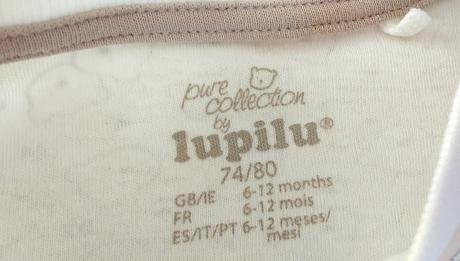 pure
collection
by
lupilu®
74/80
GB/IE 6-12 months
FR 6-12 mois
ES/IT/PT 6-12 meses/
mesi